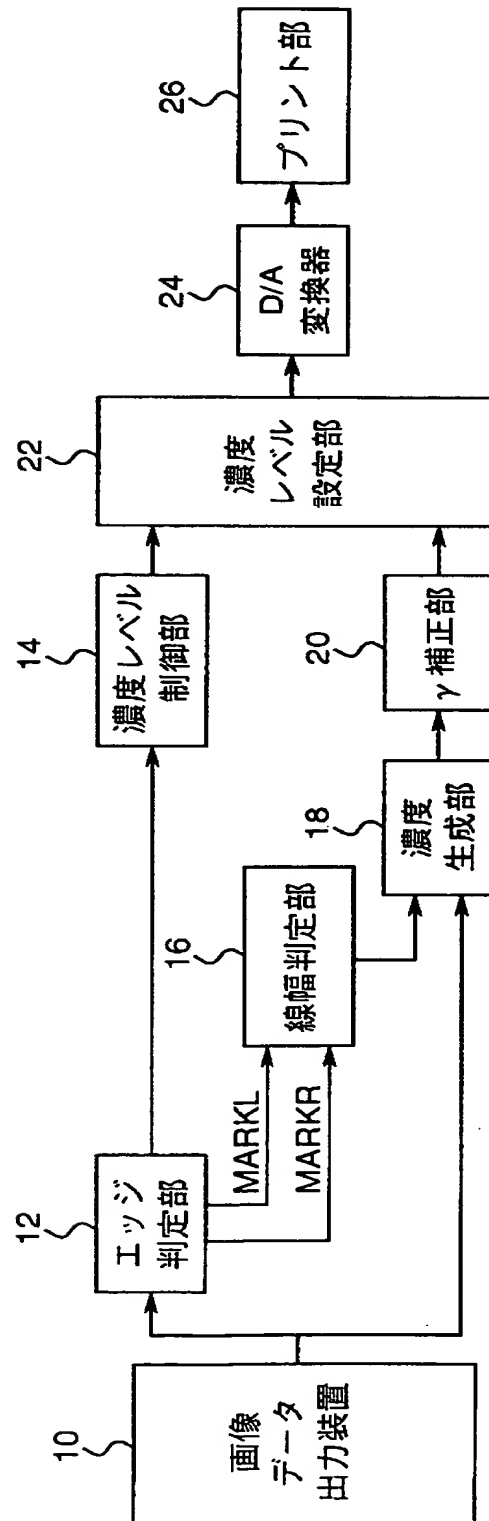 10
画像
データ
出力装置
12
エッジ
判定部
MARKL
MARKR
14
濃度レベル
制御部
16
線幅判定部
18
濃度
生成部
20
γ補正部
22
濃度
レベル
設定部
24
D/A
変換器
26
プリント部